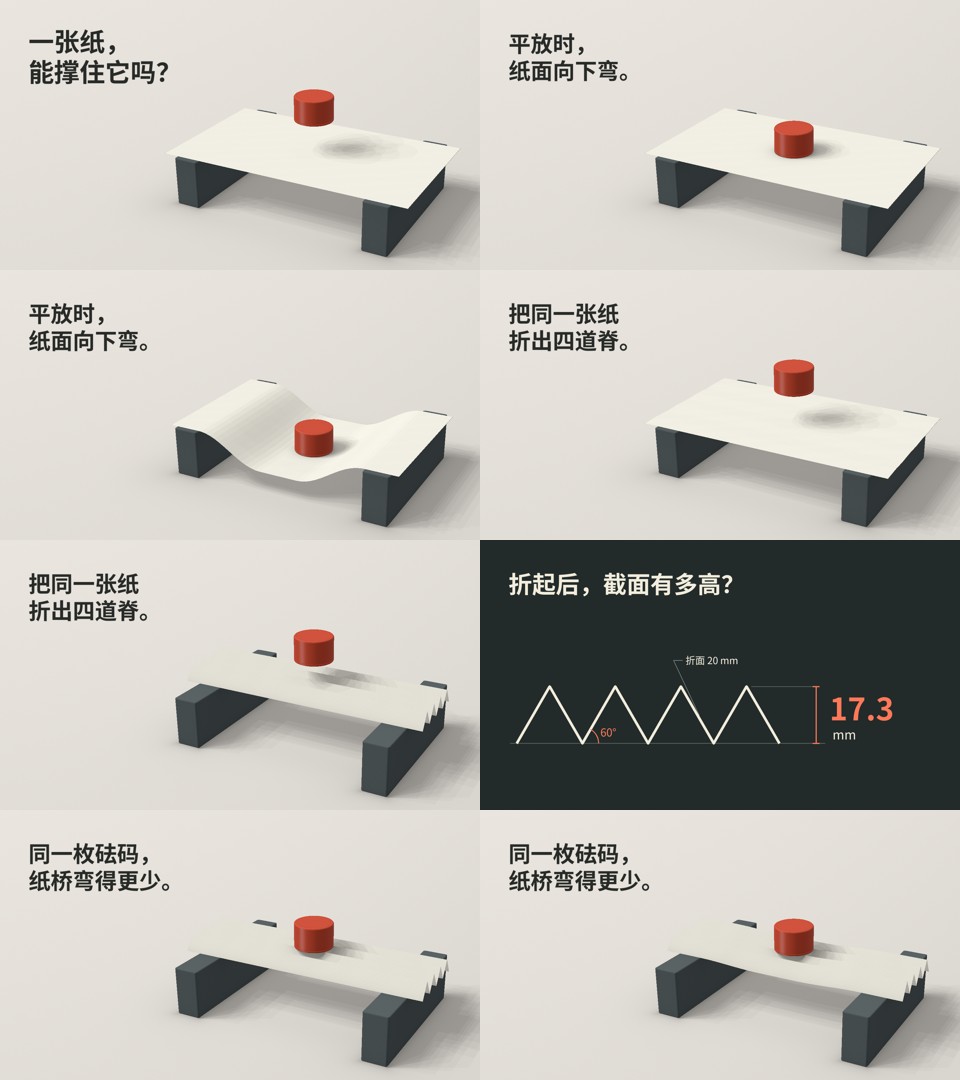 一张纸，
能撑住它吗？
平放时，
纸面向下弯。
平放时，
纸面向下弯。
把同一张纸
折出四道脊。
把同一张纸
折出四道脊。
折起后，截面有多高？
折面 20 mm
60°
17.3
mm
同一枚砝码，
纸桥弯得更少。
同一枚砝码，
纸桥弯得更少。